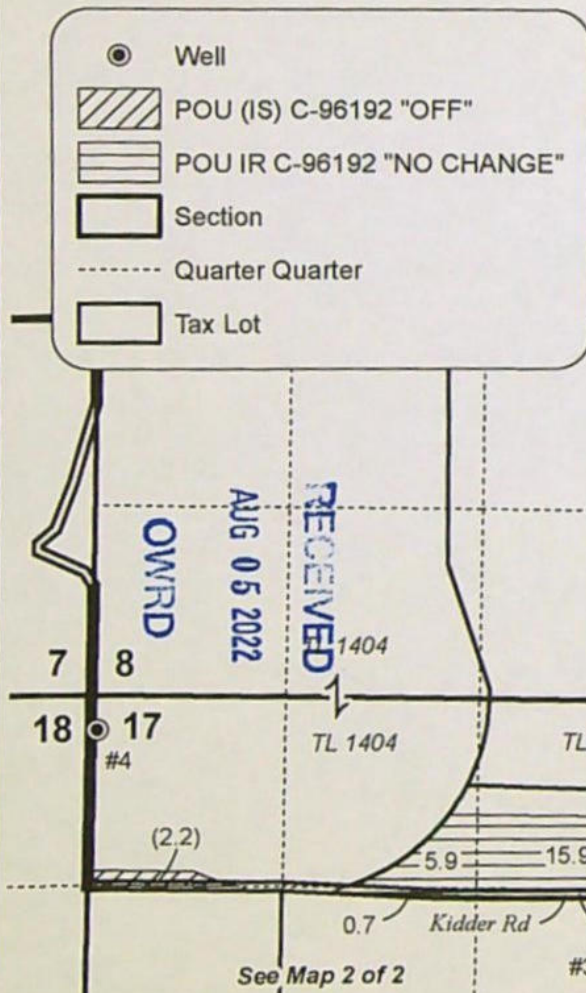 Well
POU (IS) C-96192 "OFF"
POU IR C-96192 "NO CHANGE"
Section
Quarter Quarter
Tax Lot
RECEIVED
AUG 05 2022
OWRD
1404
7 8
18 17
#4
TL 1404
TL
(2.2)
5.9
15.9
0.7
Kidder Rd
See Map 2 of 2